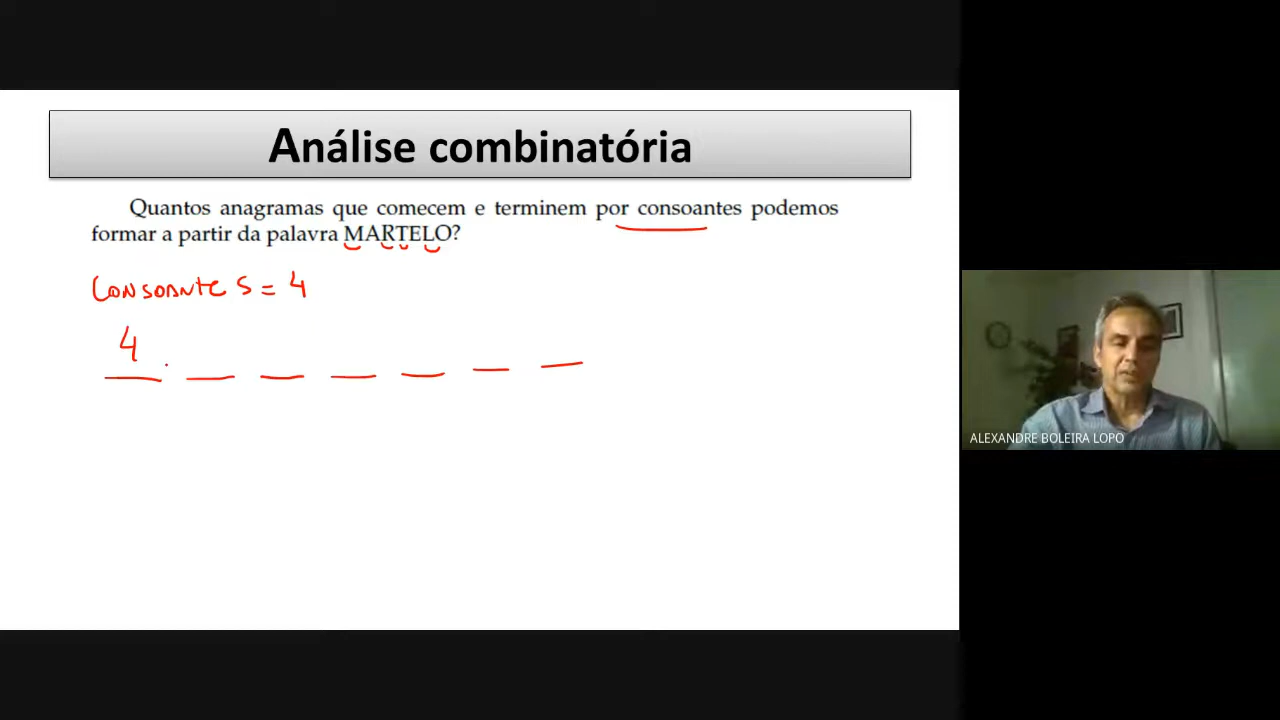 Análise combinatória
Quantos anagramas que comecem e terminem por consoantes podemos
formar a partir da palavra MARTELO?
CONSOANTES = 4
4
ALEXANDRE BOLEIRA LOPO